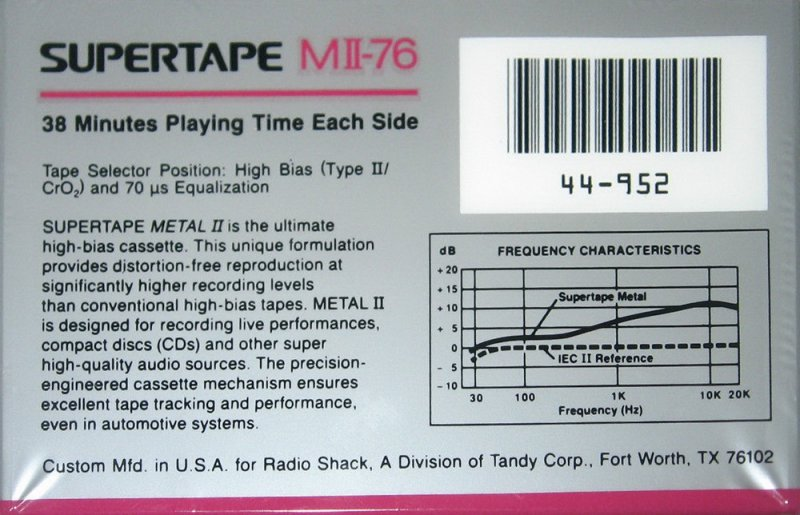 SUPERTAPE MII-76
38 Minutes Playing Time Each Side
Tape Selector Position: High Bias (Type II/
CrO₂) and 70 µs Equalization
SUPERTAPE METAL II is the ultimate
high-bias cassette. This unique formulation
provides distortion-free reproduction at
significantly higher recording levels
than conventional high-bias tapes. METAL II
is designed for recording live performances,
compact discs (CDs) and other super
high-quality audio sources. The precision-
engineered cassette mechanism ensures
excellent tape tracking and performance,
even in automotive systems.
44-952
dB FREQUENCY CHARACTERISTICS
+20
+15
+10
+ 5
0
- 5
-10
Supertape Metal
IEC II Reference
30 100 1K 10K 20K
Frequency (Hz)
Custom Mfd. in U.S.A. for Radio Shack, A Division of Tandy Corp., Fort Worth, TX 76102